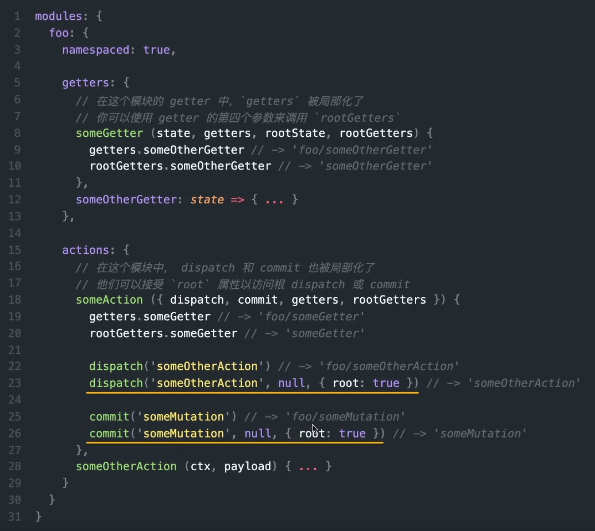 1 modules: {
2 foo: {
3 namespaced: true,
4
5 getters: {
6 // 在这个模块的 getter 中，`getters` 被局部化了
7 // 你可以使用 getter 的第四个参数来调用 `rootGetters`
8 someGetter (state, getters, rootState, rootGetters) {
9 getters.someOtherGetter // -> 'foo/someOtherGetter'
10 rootGetters.someOtherGetter // -> 'someOtherGetter'
11 },
12 someOtherGetter: state => { ... }
13 },
14
15 actions: {
16 // 在这个模块中， dispatch 和 commit 也被局部化了
17 // 他们可以接受 `root` 属性以访问根 dispatch 或 commit
18 someAction ({ dispatch, commit, getters, rootGetters }) {
19 getters.someGetter // -> 'foo/someGetter'
20 rootGetters.someGetter // -> 'someGetter'
21
22 dispatch('someOtherAction') // -> 'foo/someOtherAction'
23 dispatch('someOtherAction', null, { root: true }) // -> 'someOtherAction'
24
25 commit('someMutation') // -> 'foo/someMutation'
26 commit('someMutation', null, { root: true }) // -> 'someMutation'
27 },
28 someOtherAction (ctx, payload) { ... }
29 }
30 }
31 }